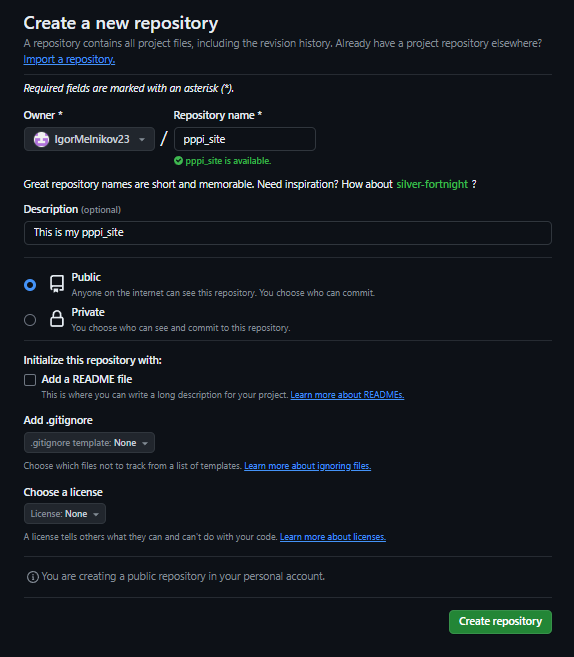 Create a new repository
A repository contains all project files, including the revision history. Already have a project repository elsewhere?
Import a repository.
Required fields are marked with an asterisk (*).
Owner *
Repository name *
IgorMelnikov23
/
pppi_site
pppi_site is available.
Great repository names are short and memorable. Need inspiration? How about silver-fortnight ?
Description (optional)
This is my pppi_site
Public
Anyone on the internet can see this repository. You choose who can commit.
Private
You choose who can see and commit to this repository.
Initialize this repository with:
Add a README file
This is where you can write a long description for your project. Learn more about READMEs.
Add .gitignore
.gitignore template: None
Choose which files not to track from a list of templates. Learn more about ignoring files.
Choose a license
License: None
A license tells others what they can and can't do with your code. Learn more about licenses.
You are creating a public repository in your personal account.
Create repository